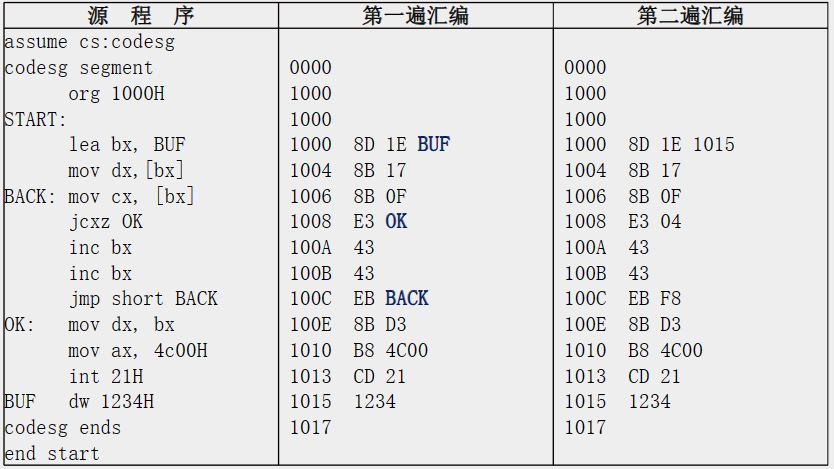 源 程 序 第一遍汇编 第二遍汇编
assume cs:codesg
codesg segment 0000 0000
org 1000H 1000 1000
START: 1000 1000
lea bx, BUF 1000 8D 1E BUF 1000 8D 1E 1015
mov dx,[bx] 1004 8B 17 1004 8B 17
BACK: mov cx, [bx] 1006 8B 0F 1006 8B 0F
jcxz OK 1008 E3 OK 1008 E3 04
inc bx 100A 43 100A 43
inc bx 100B 43 100B 43
jmp short BACK 100C EB BACK 100C EB F8
OK: mov dx, bx 100E 8B D3 100E 8B D3
mov ax, 4c00H 1010 B8 4C00 1010 B8 4C00
int 21H 1013 CD 21 1013 CD 21
BUF dw 1234H 1015 1234 1015 1234
codesg ends 1017 1017
end start